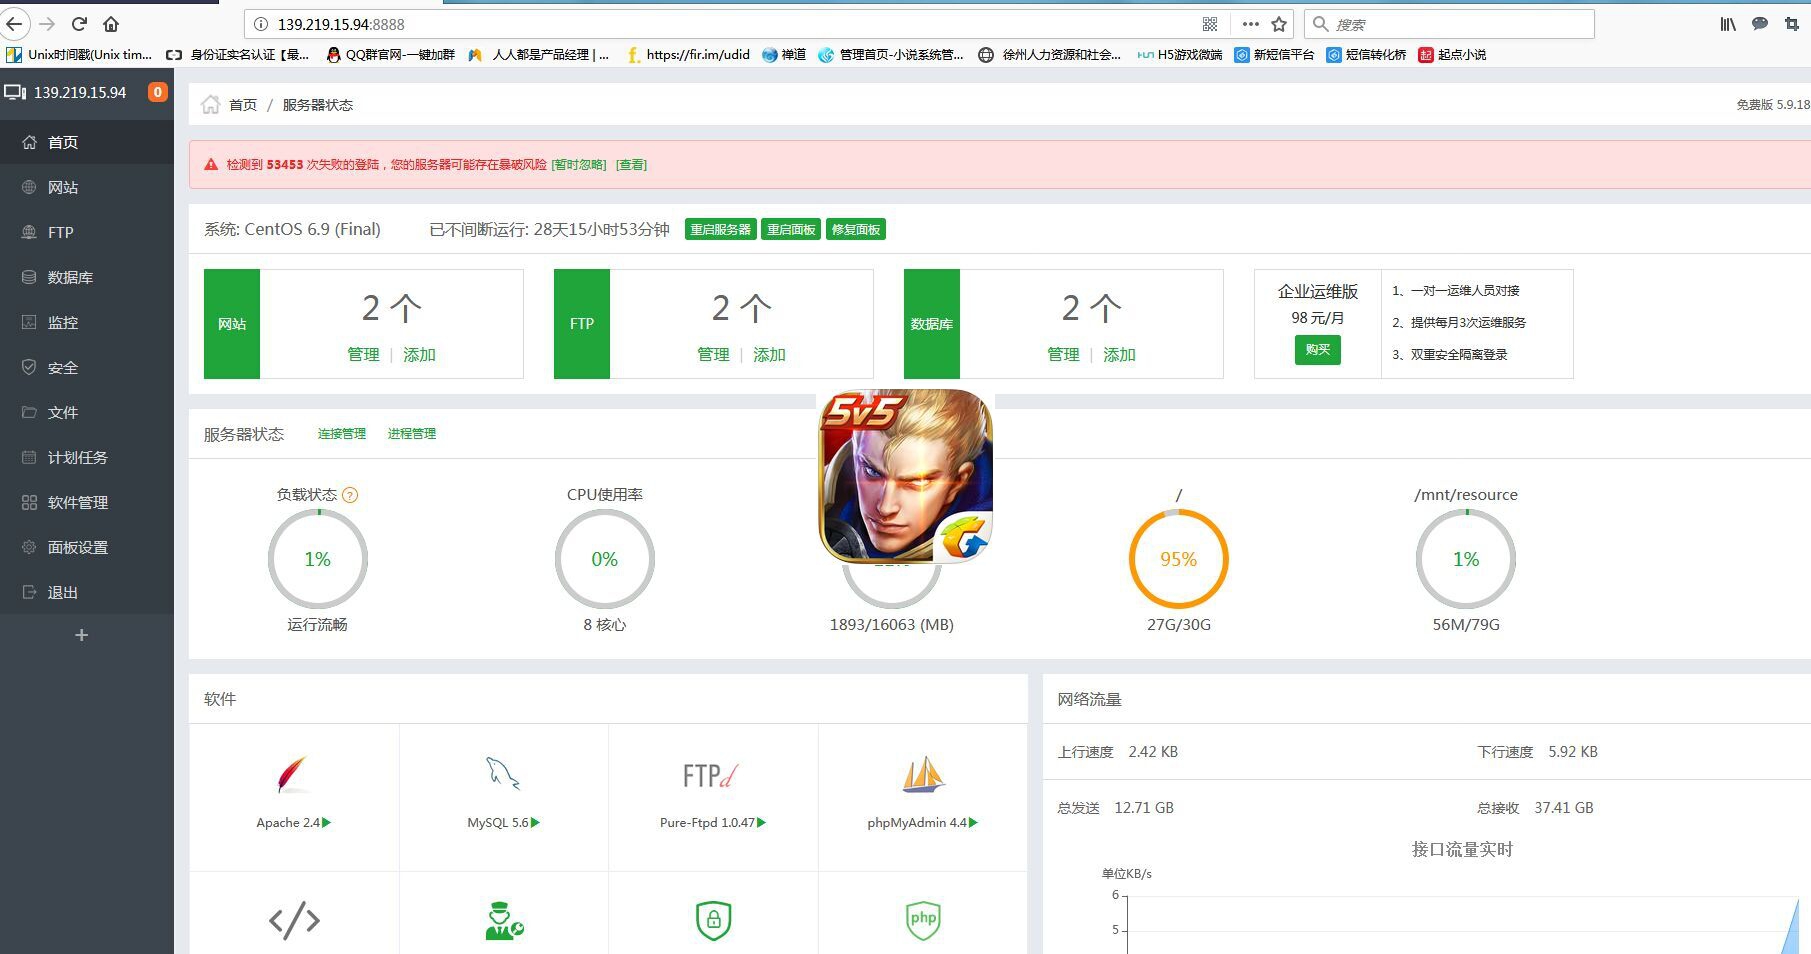 139.219.15.94:8888
搜索
Unix时间戳(Unix tim...
身份证实名认证【最...
QQ群官网-一键加群
人人都是产品经理 | ...
https://fir.im/udid
禅道
管理首页-小说系统管...
徐州人力资源和社会...
H5游戏微端
新短信平台
短信转化桥
起点小说
139.219.15.94
0
首页
网站
FTP
数据库
监控
安全
文件
计划任务
软件管理
面板设置
退出
首页 / 服务器状态
免费版 5.9.18
检测到 53453 次失败的登陆，您的服务器可能存在暴破风险 [暂时忽略] [查看]
系统: CentOS 6.9 (Final) 已不间断运行: 28天15小时53分钟 重启服务器 重启面板 修复面板
网站
2 个
管理 | 添加
FTP
2 个
管理 | 添加
数据库
2 个
管理 | 添加
企业运维版
98 元/月
购买
1、一对一运维人员对接
2、提供每月3次运维服务
3、双重安全隔离登录
服务器状态 连接管理 进程管理
5v5
负载状态 ?
1%
运行流畅
CPU使用率
0%
8 核心
1893/16063 (MB)
/
95%
27G/30G
/mnt/resource
1%
56M/79G
软件
FTPd
Apache 2.4
MySQL 5.6
Pure-Ftpd 1.0.47
phpMyAdmin 4.4
php
网络流量
上行速度 2.42 KB
下行速度 5.92 KB
总发送 12.71 GB
总接收 37.41 GB
接口流量实时
单位KB/s
6
5